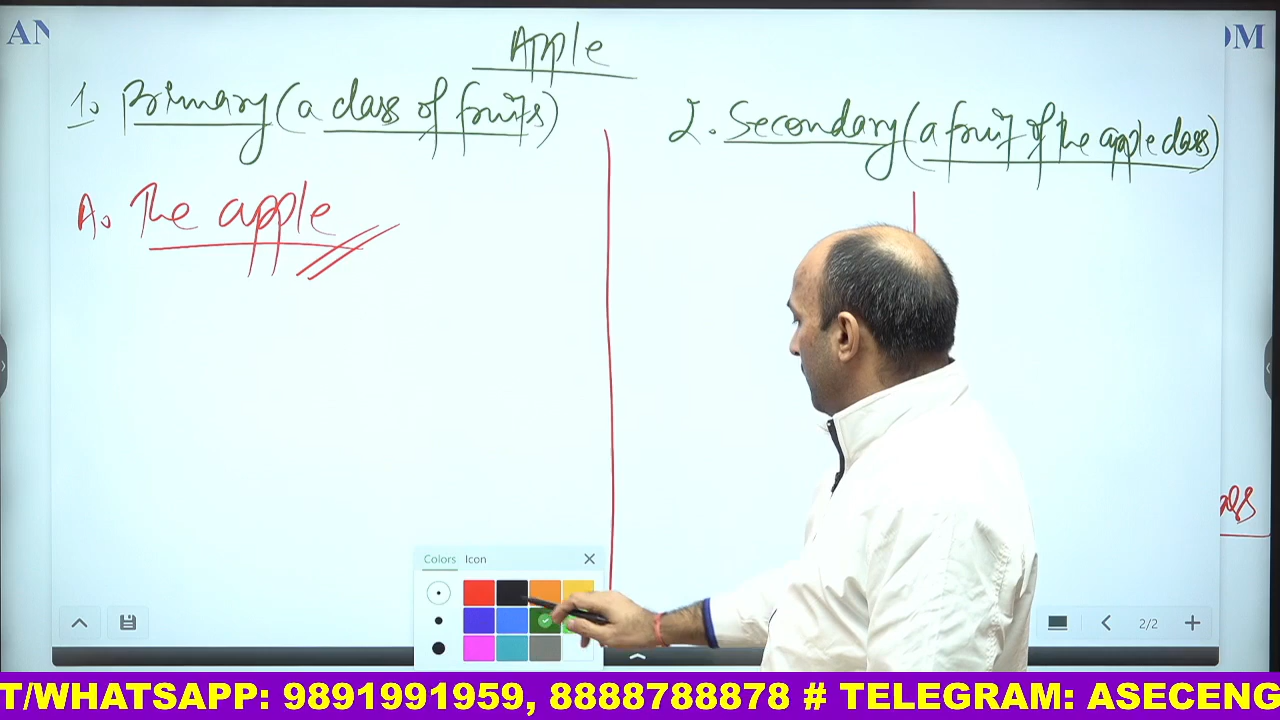 Apple
1. Primary (a class of fruits)
2. Secondary (a fruit of the apple class)
A. The apple
Colors Icon
2/2
T/WHATSAPP: 9891991959, 8888788878 # TELEGRAM: ASECENG